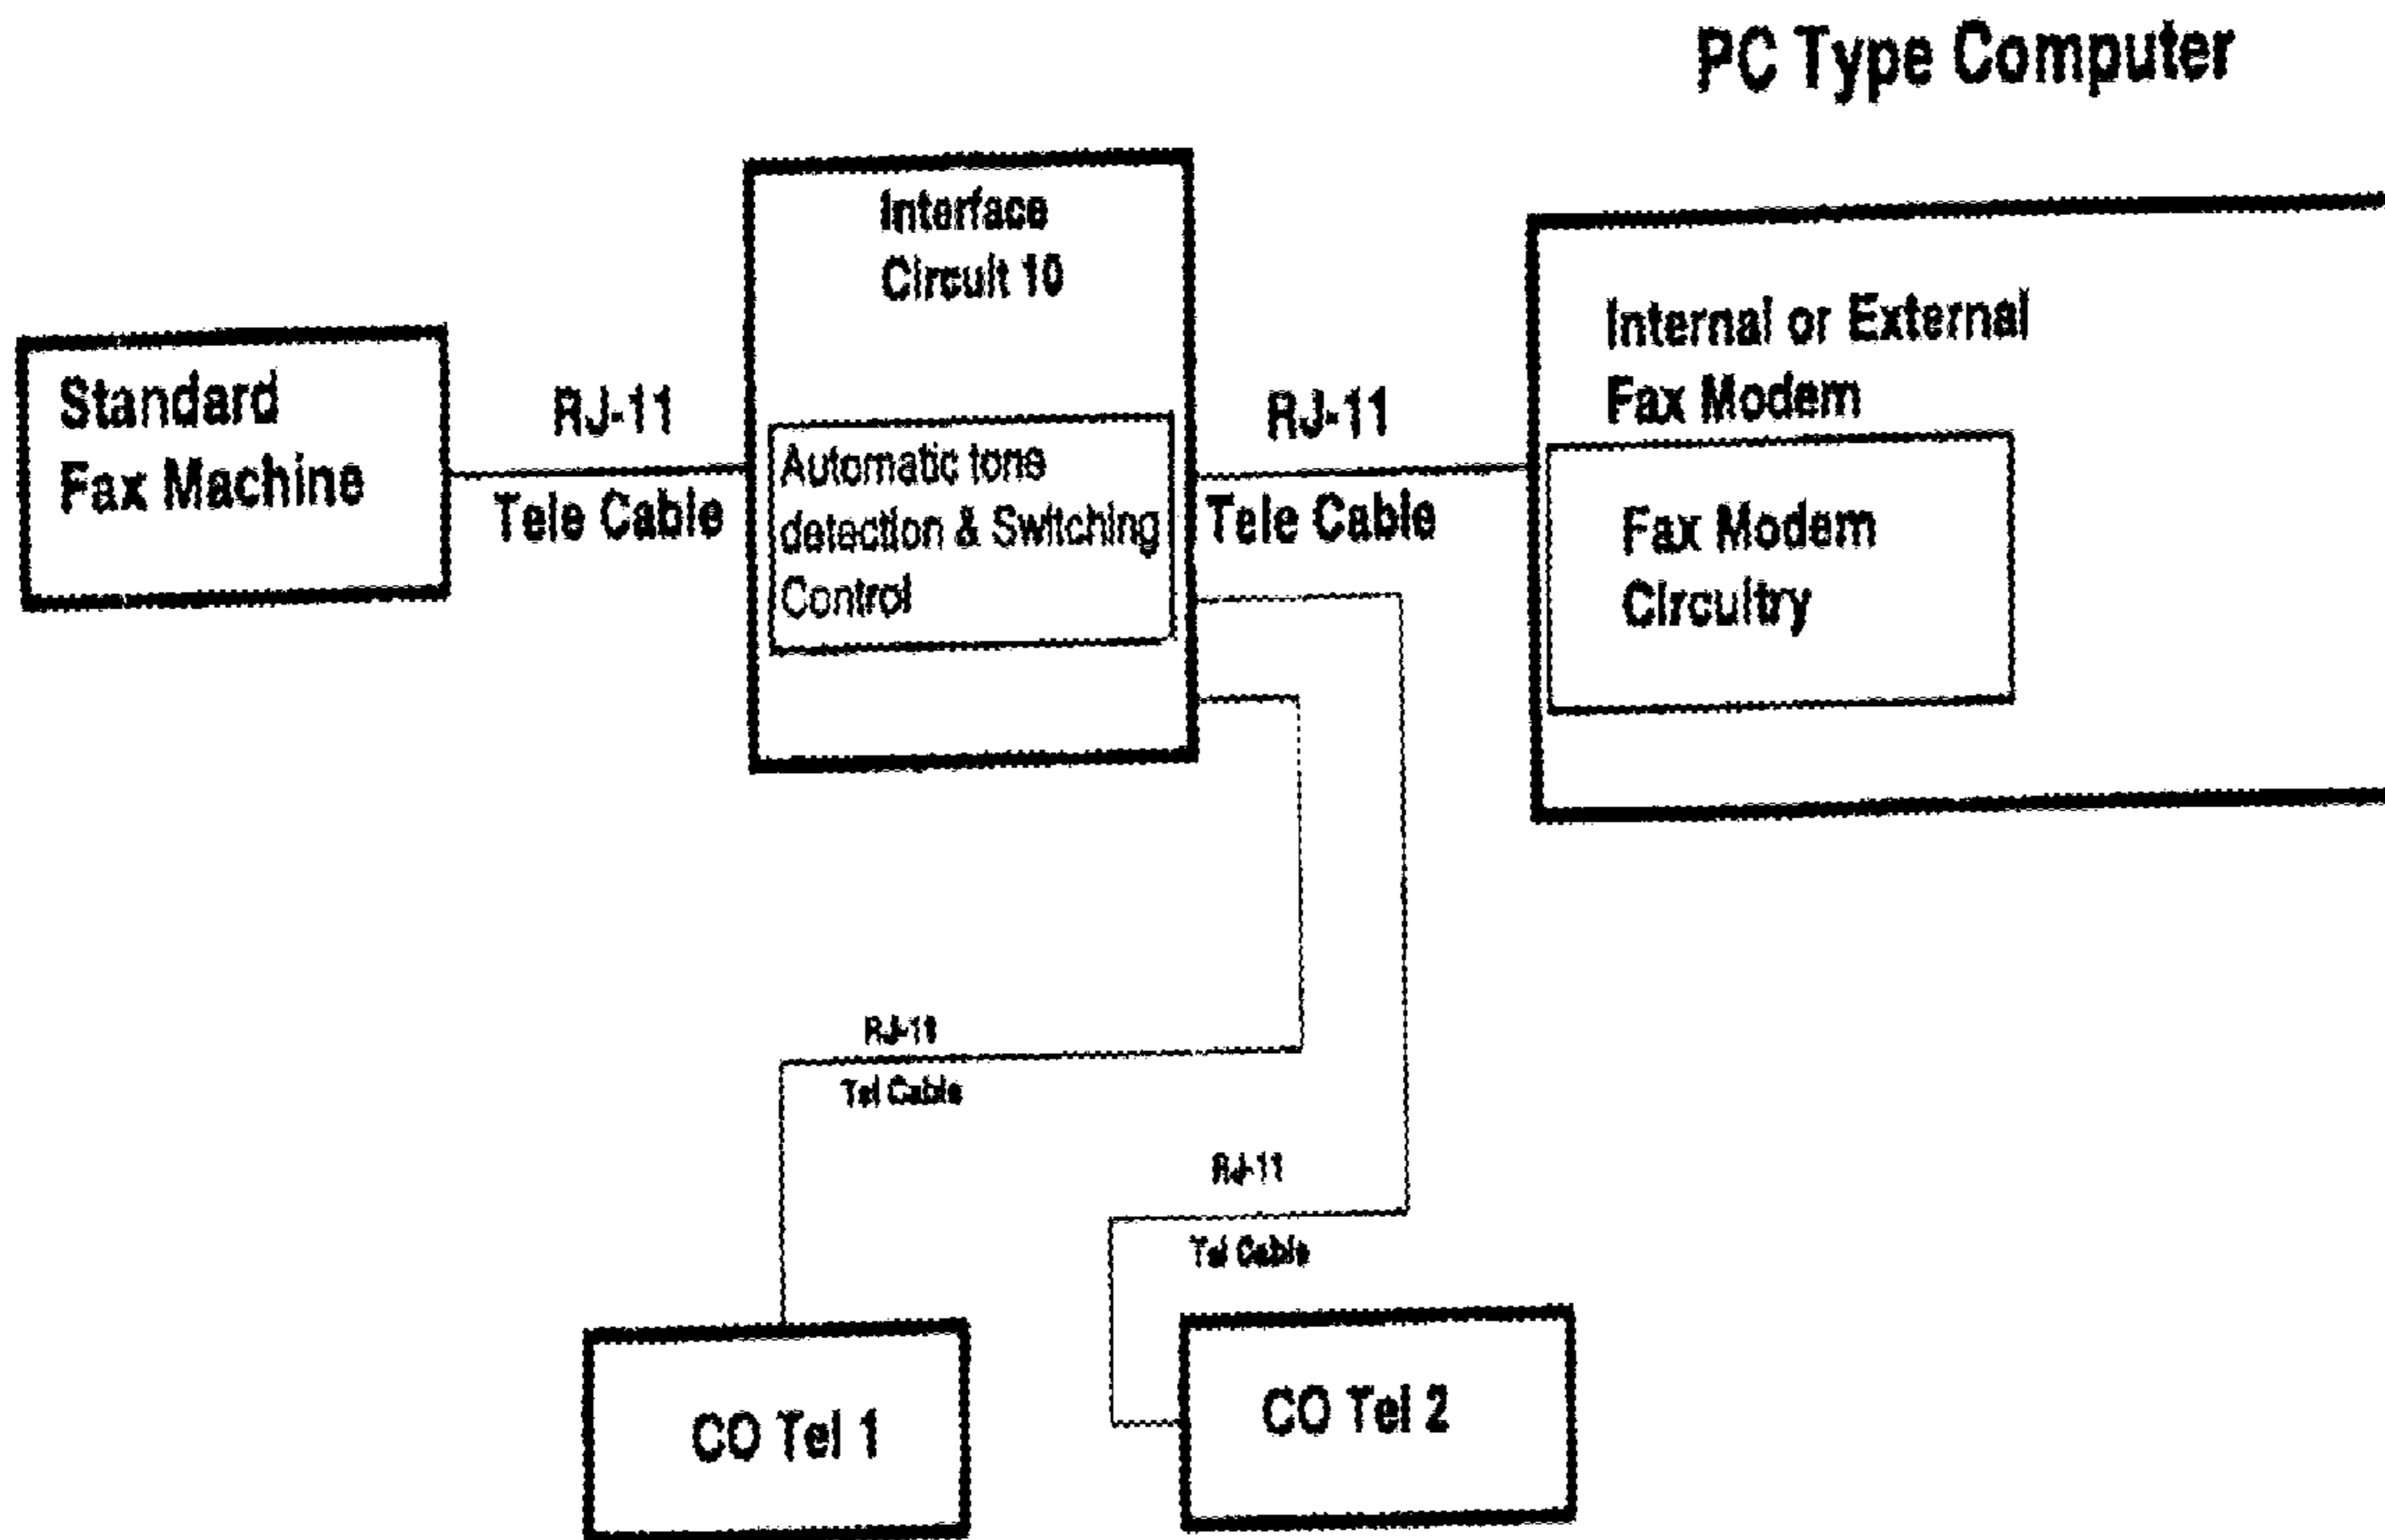 PC Type Computer
Interface
Circuit 10
Standard
Fax Machine
RJ-11
Tele Cable
Automatic tone
detection & Switching
Control
RJ-11
Tele Cable
Internal or External
Fax Modem
Fax Modem
Circuitry
RJ-11
Tel Cable
RJ-11
Tel Cable
CO Tel 1
CO Tel 2